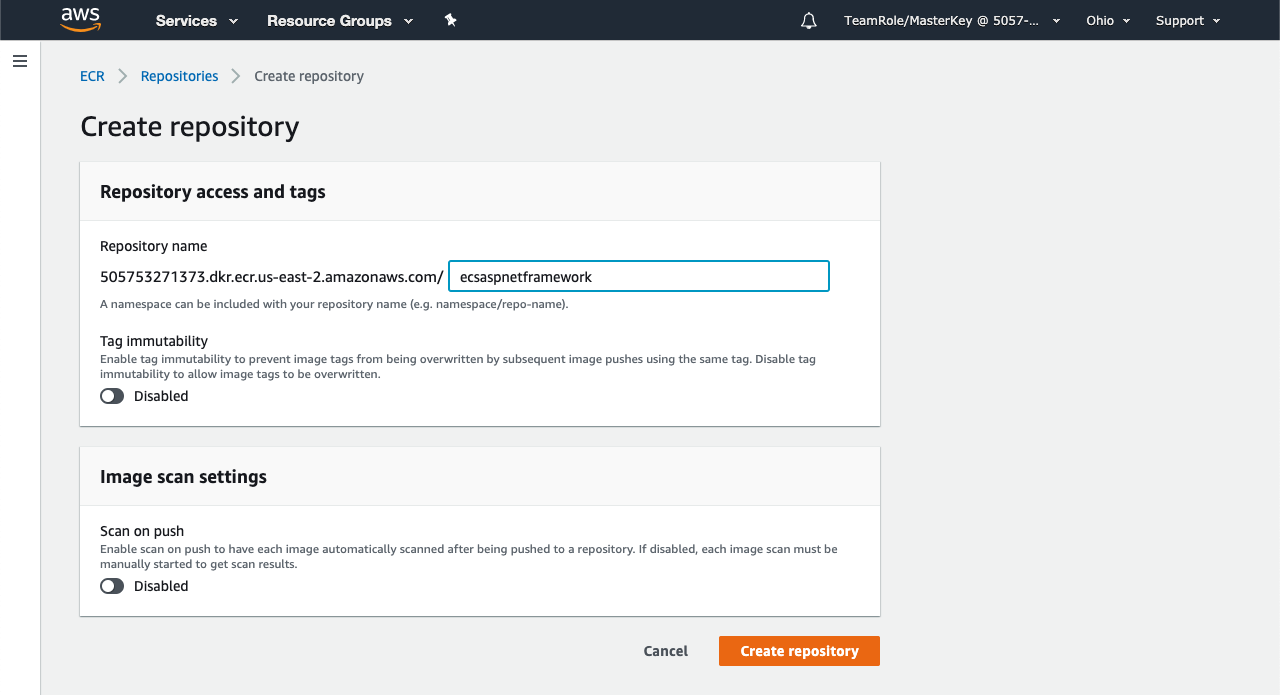 aws Services Resource Groups TeamRole/MasterKey @ 5057-... Ohio Support
ECR Repositories Create repository
Create repository
Repository access and tags
Repository name
505753271373.dkr.ecr.us-east-2.amazonaws.com/ ecsaspnetframework
A namespace can be included with your repository name (e.g. namespace/repo-name).
Tag immutability
Enable tag immutability to prevent image tags from being overwritten by subsequent image pushes using the same tag. Disable tag
immutability to allow image tags to be overwritten.
Disabled
Image scan settings
Scan on push
Enable scan on push to have each image automatically scanned after being pushed to a repository. If disabled, each image scan must be
manually started to get scan results.
Disabled
Cancel Create repository